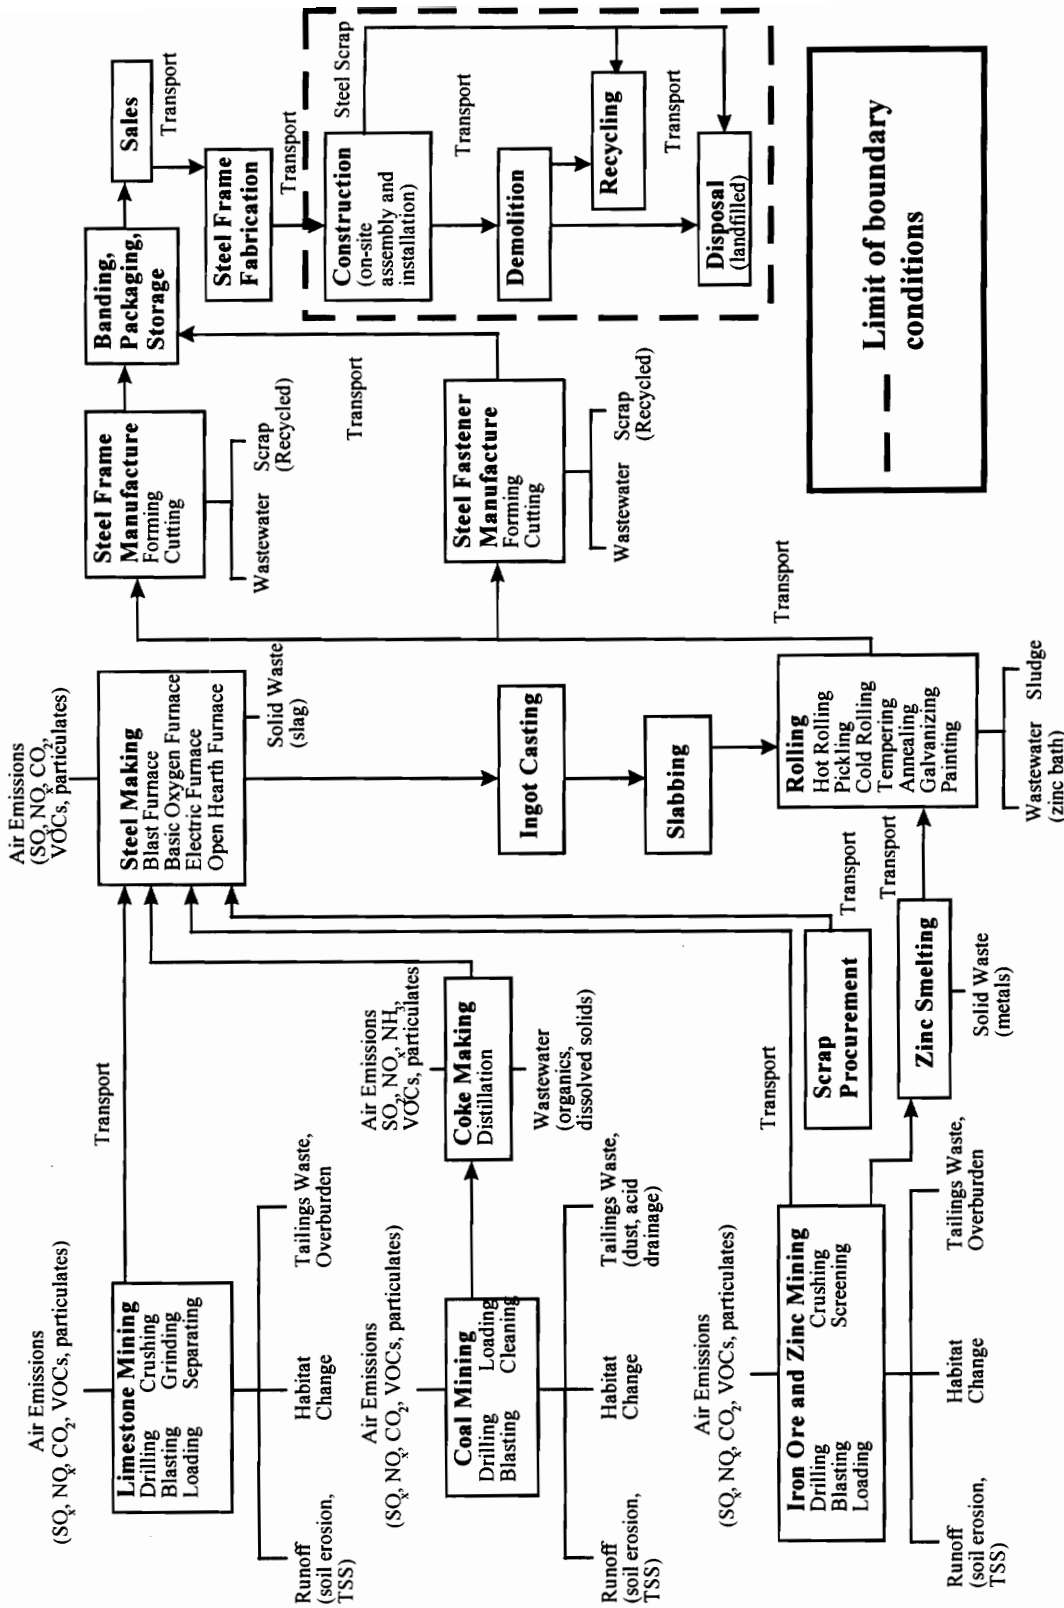 Air Emissions
(SOx, NOx, CO2, VOCs, particulates)
Limestone Mining
Drilling Crushing
Blasting Grinding
Loading Separating
Runoff
(soil erosion,
TSS)
Habitat
Change
Tailings Waste,
Overburden
Transport
Air Emissions
(SOx, NOx, CO2, VOCs, particulates)
Coal Mining
Drilling Loading
Blasting Cleaning
Runoff
(soil erosion,
TSS)
Habitat
Change
Tailings Waste
(dust, acid
drainage)
Air Emissions
SO2, NOx, NH3,
VOCs, particulates
Coke Making
Distillation
Wastewater
(organics,
dissolved solids)
Air Emissions
(SOx, NOx, CO2, VOCs, particulates)
Iron Ore and Zinc Mining
Drilling Crushing
Blasting Screening
Loading
Runoff
(soil erosion,
TSS)
Habitat
Change
Tailings Waste,
Overburden
Transport
Scrap
Procurement
Transport
Zinc Smelting
Solid Waste
(metals)
Transport
Air Emissions
(SOx, NOx, CO2,
VOCs, particulates)
Steel Making
Blast Furnace
Basic Oxygen Furnace
Electric Furnace
Open Hearth Furnace
Solid Waste
(slag)
Ingot Casting
Slabbing
Rolling
Hot Rolling
Pickling
Cold Rolling
Tempering
Annealing
Galvanizing
Painting
Wastewater
(zinc bath)
Sludge
Transport
Steel Frame
Manufacture
Forming
Cutting
Wastewater
Scrap
(Recycled)
Steel Fastener
Manufacture
Forming
Cutting
Wastewater
Scrap
(Recycled)
Transport
Banding,
Packaging,
Storage
Sales
Transport
Steel Frame
Fabrication
Transport
Construction
(on-site
assembly and
installation)
Steel Scrap
Transport
Demolition
Recycling
Transport
Disposal
(landfilled)
Limit of boundary
conditions